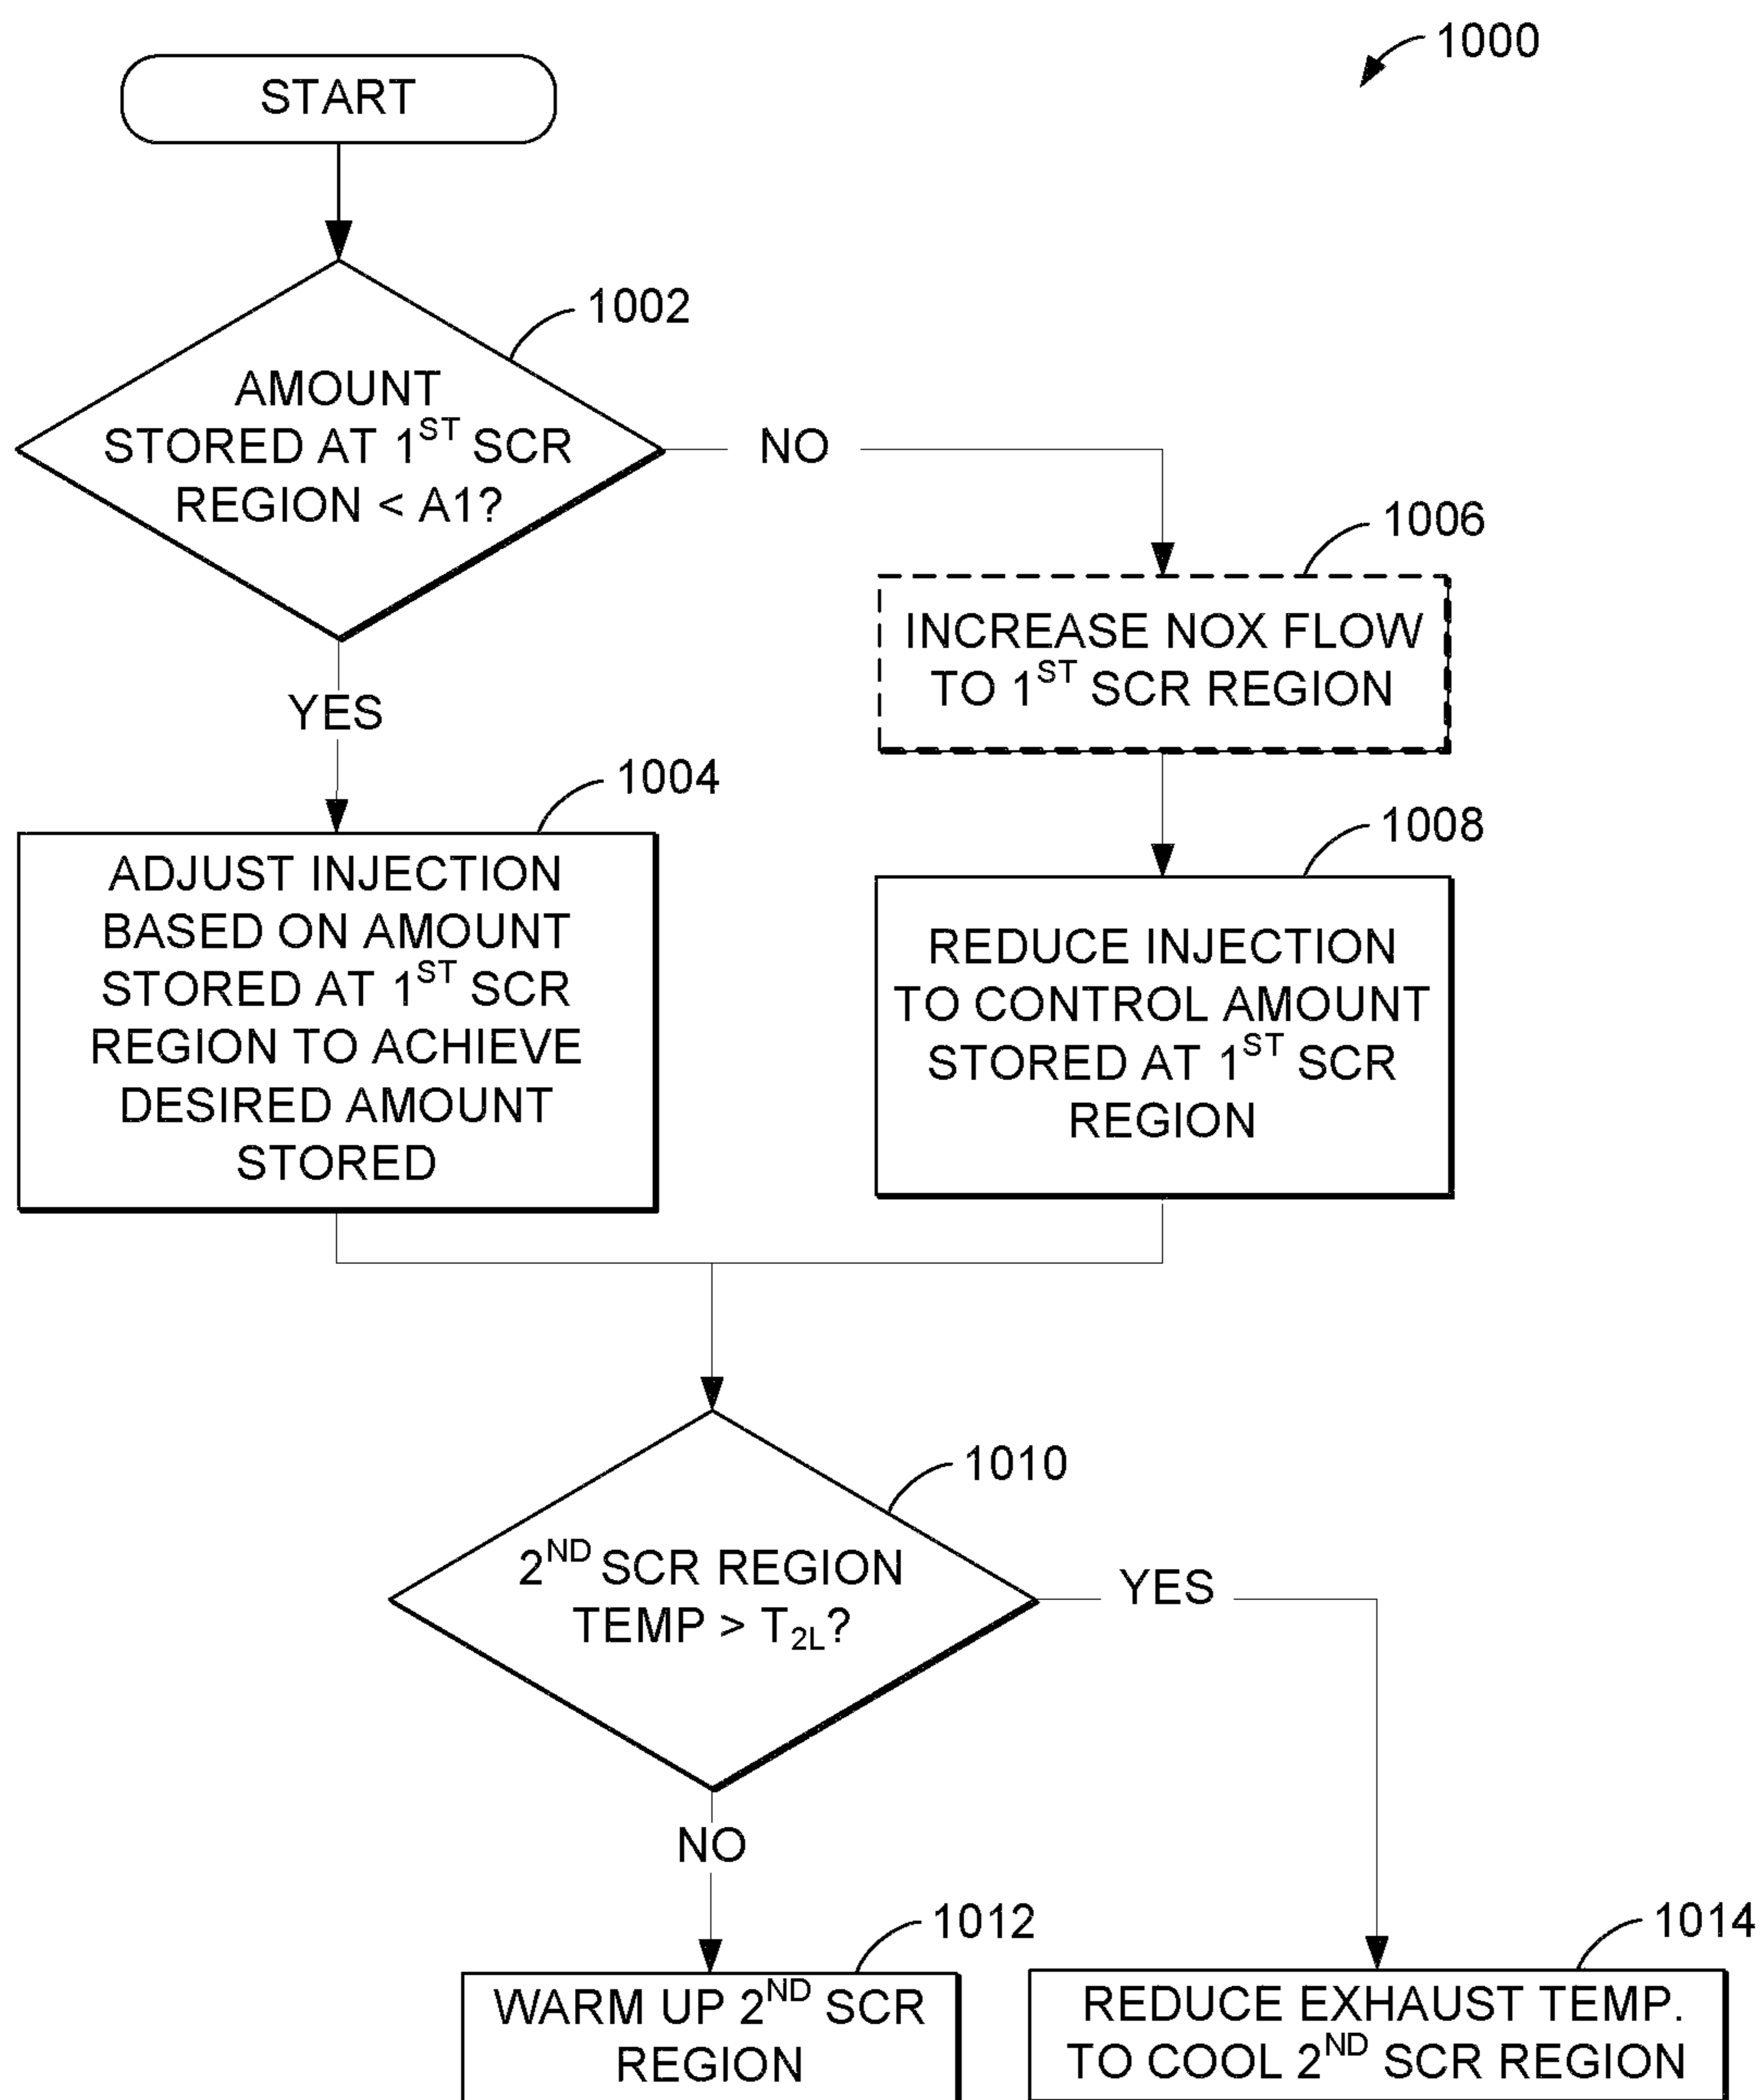 1000
START
1002
AMOUNT
STORED AT 1ST SCR
REGION < A1?
NO
1006
INCREASE NOX FLOW
TO 1ST SCR REGION
YES
1004
ADJUST INJECTION
BASED ON AMOUNT
STORED AT 1ST SCR
REGION TO ACHIEVE
DESIRED AMOUNT
STORED
1008
REDUCE INJECTION
TO CONTROL AMOUNT
STORED AT 1ST SCR
REGION
1010
2ND SCR REGION
TEMP > T2L?
YES
NO
1012
WARM UP 2ND SCR
REGION
1014
REDUCE EXHAUST TEMP.
TO COOL 2ND SCR REGION